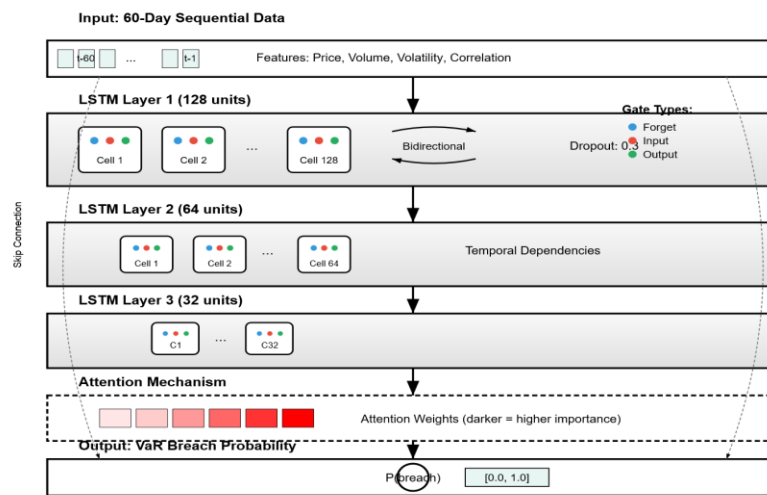 Input: 60-Day Sequential Data
t-60 ... t-1 Features: Price, Volume, Volatility, Correlation
LSTM Layer 1 (128 units)
Gate Types:
Forget
Input
Output
Cell 1 Cell 2 ... Cell 128 Bidirectional Dropout: 0.3
LSTM Layer 2 (64 units)
Skip Connection
Cell 1 Cell 2 ... Cell 64 Temporal Dependencies
LSTM Layer 3 (32 units)
C1 ... C32
Attention Mechanism
Attention Weights (darker = higher importance)
Output: VaR Breach Probability
P(breach) [0.0, 1.0]